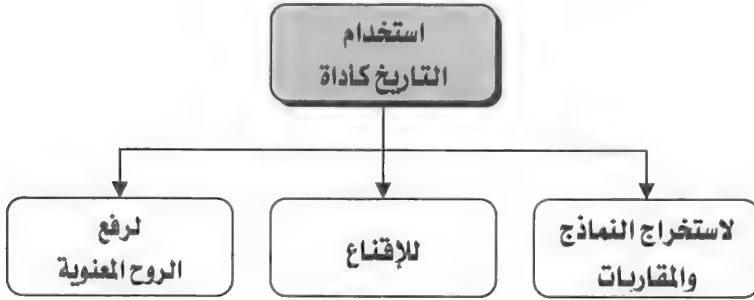 استخدام
التاريخ كأداة
لاستخراج النماذج
والمقاربات
للإقناع
لرفع
الروح المعنوية